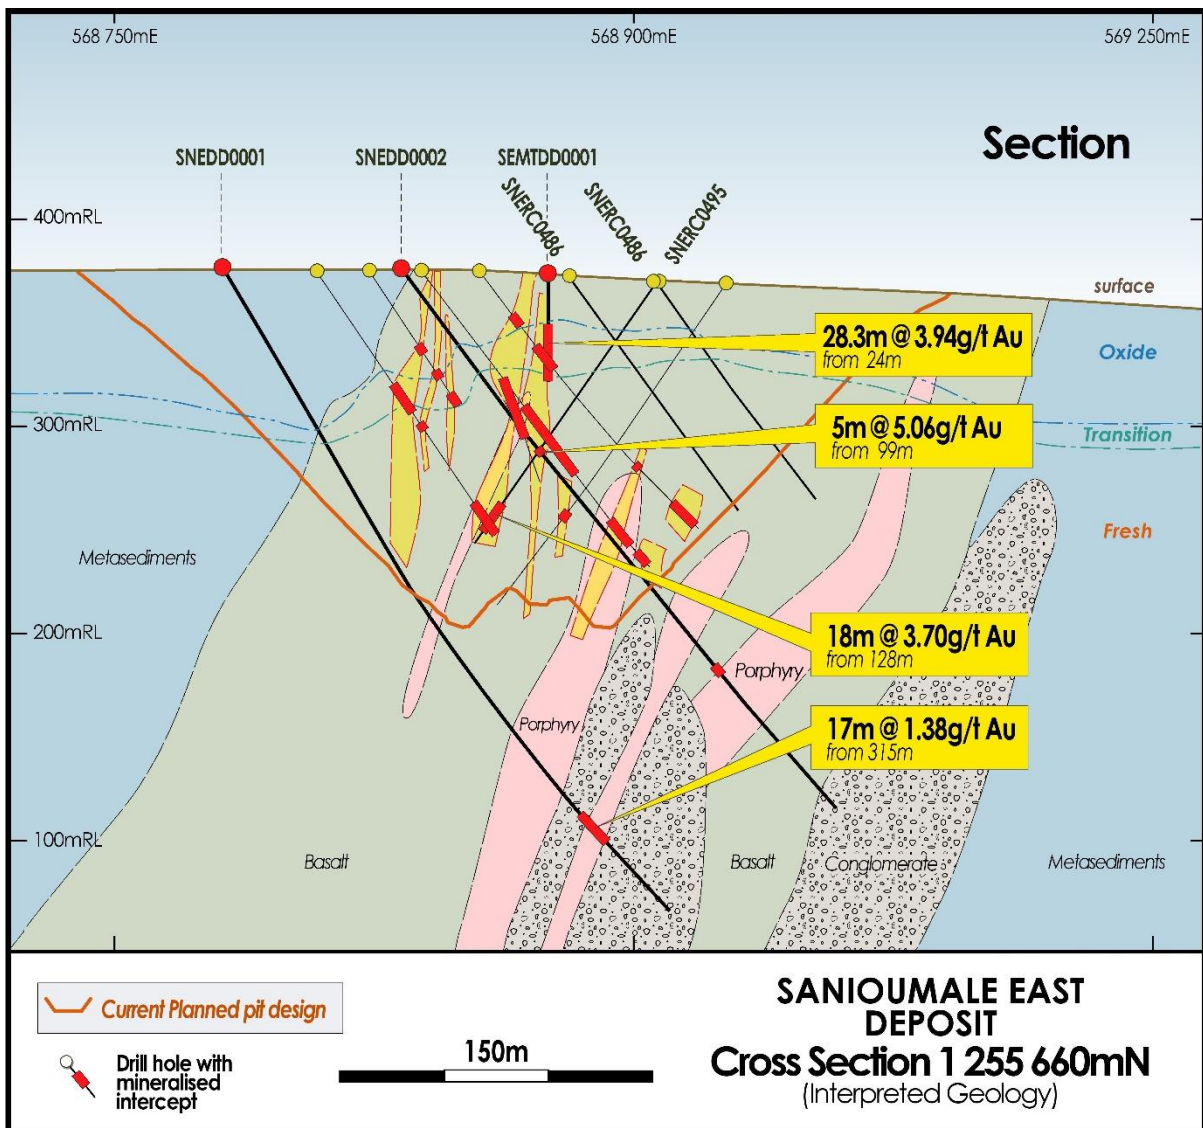 568 750mE
568 900mE
569 250mE
Section
SNEDD0001
SNEDD0002
SEMTDD0001
SNERC0486
SNERC0486
SNERC0495
400mRL
surface
28.3m @ 3.94g/t Au
from 24m
Oxide
300mRL
5m @ 5.06g/t Au
from 99m
Transition
Metasediments
Fresh
200mRL
18m @ 3.70g/t Au
from 128m
Porphyry
Porphyry
17m @ 1.38g/t Au
from 315m
100mRL
Basalt
Basalt
Conglomerate
Metasediments
Current Planned pit design
Drill hole with
mineralised
intercept
150m
SANIOUMALE EAST
DEPOSIT
Cross Section 1 255 660mN
(Interpreted Geology)